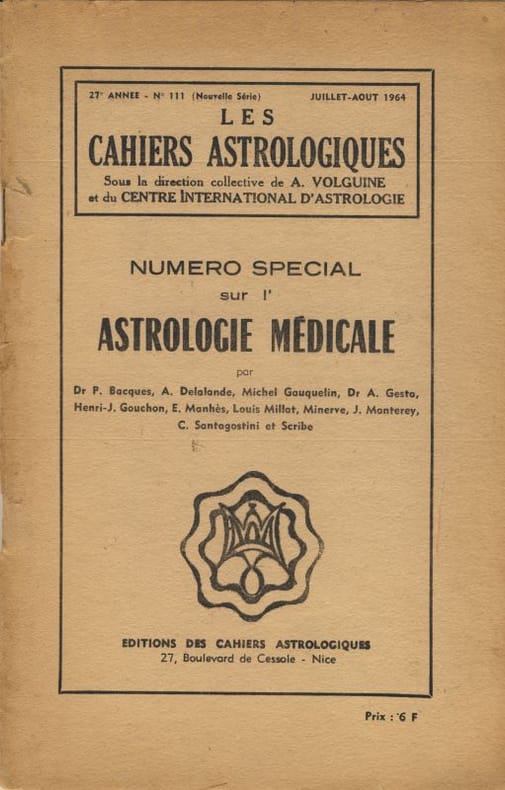 27e ANNEE - N° 111 (Nouvelle Série) JUILLET-AOUT 1964
LES
CAHIERS ASTROLOGIQUES
Sous la direction collective de A. VOLGUINE
et du CENTRE INTERNATIONAL D'ASTROLOGIE
NUMERO SPECIAL
sur l'
ASTROLOGIE MÉDICALE
par
Dr P. Bacques, A. Delalande, Michel Gauquelin, Dr A. Gesta,
Henri-J. Gouchon, E. Manhès, Louis Millat, Minerve, J. Monterey,
C. Santagostini et Scribe
EDITIONS DES CAHIERS ASTROLOGIQUES
27, Boulevard de Cessole - Nice
Prix : 6 F